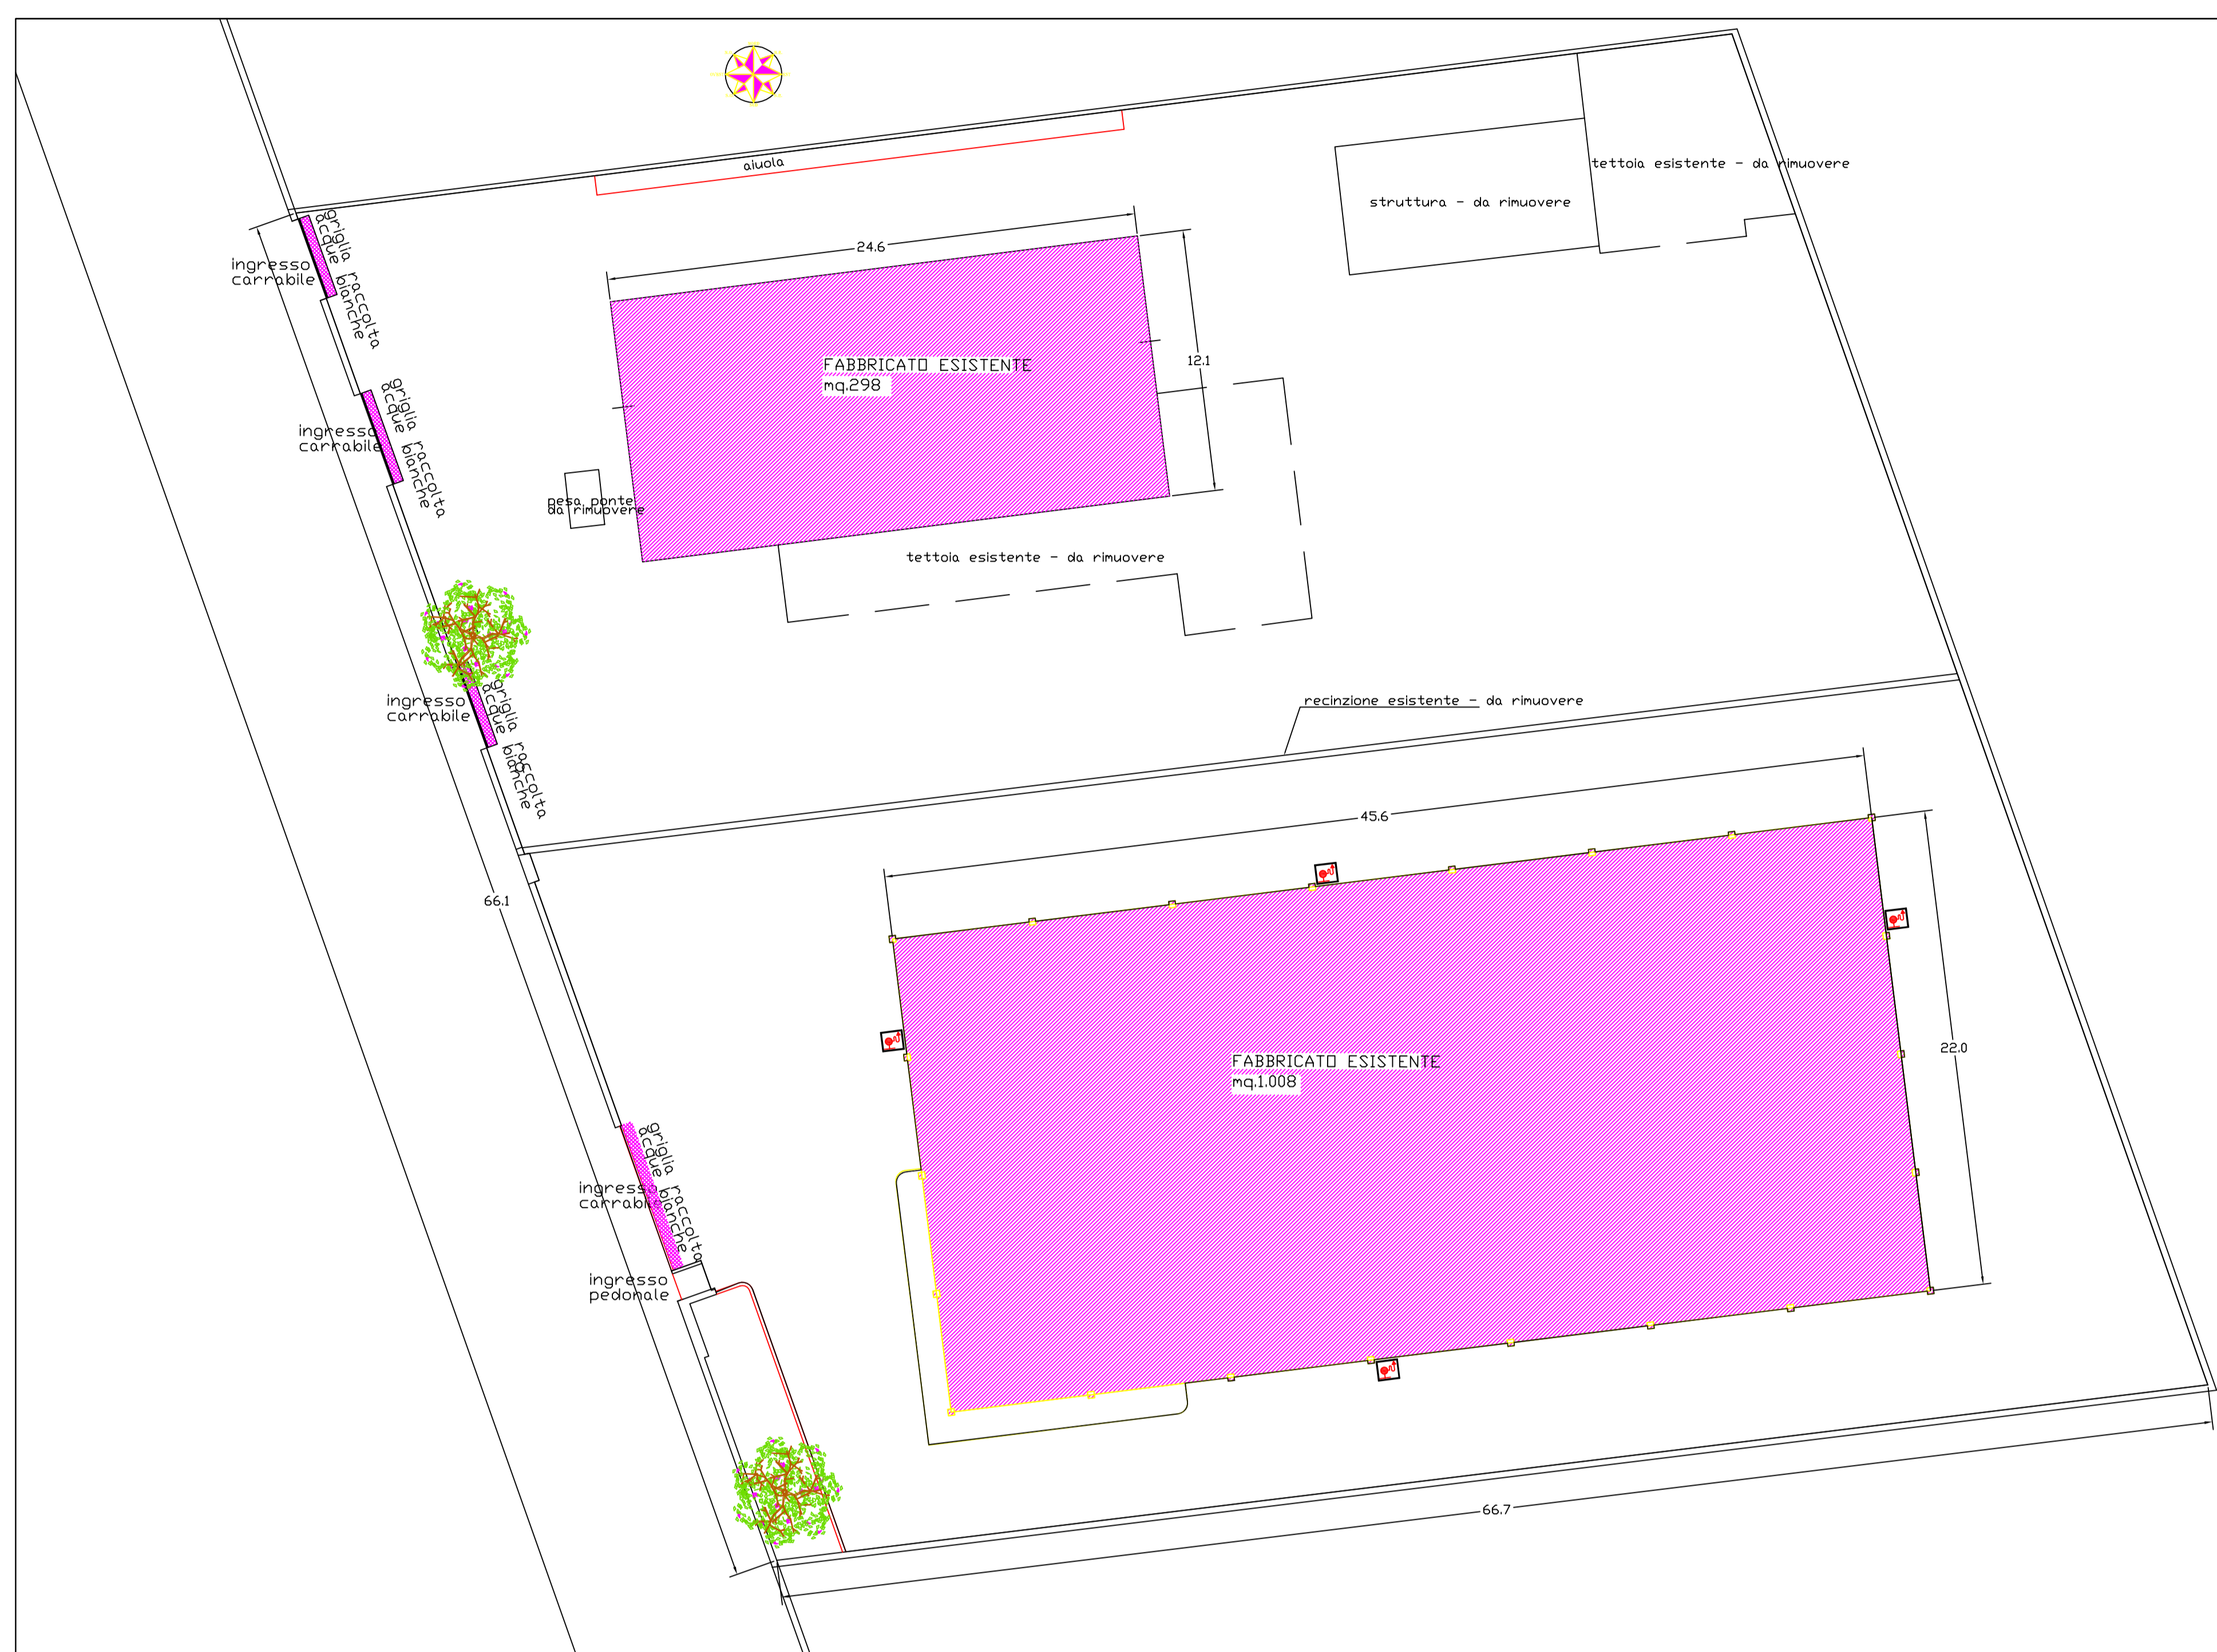 aiuola
tettoia esistente - da rimuovere
struttura - da rimuovere
griglia raccolta
acque bianche
ingresso
carrabile
24.6
12.1
FABBRICATO ESISTENTE
mq.298
griglia raccolta
acque bianche
ingresso
carrabile
pesa ponte
da rimuovere
tettoia esistente - da rimuovere
griglia raccolta
acque bianche
ingresso
carrabile
recinzione esistente - da rimuovere
45.6
66.1
22.0
FABBRICATO ESISTENTE
mq.1.008
griglia raccolta
acque bianche
ingresso
carrabile
ingresso
pedonale
66.7